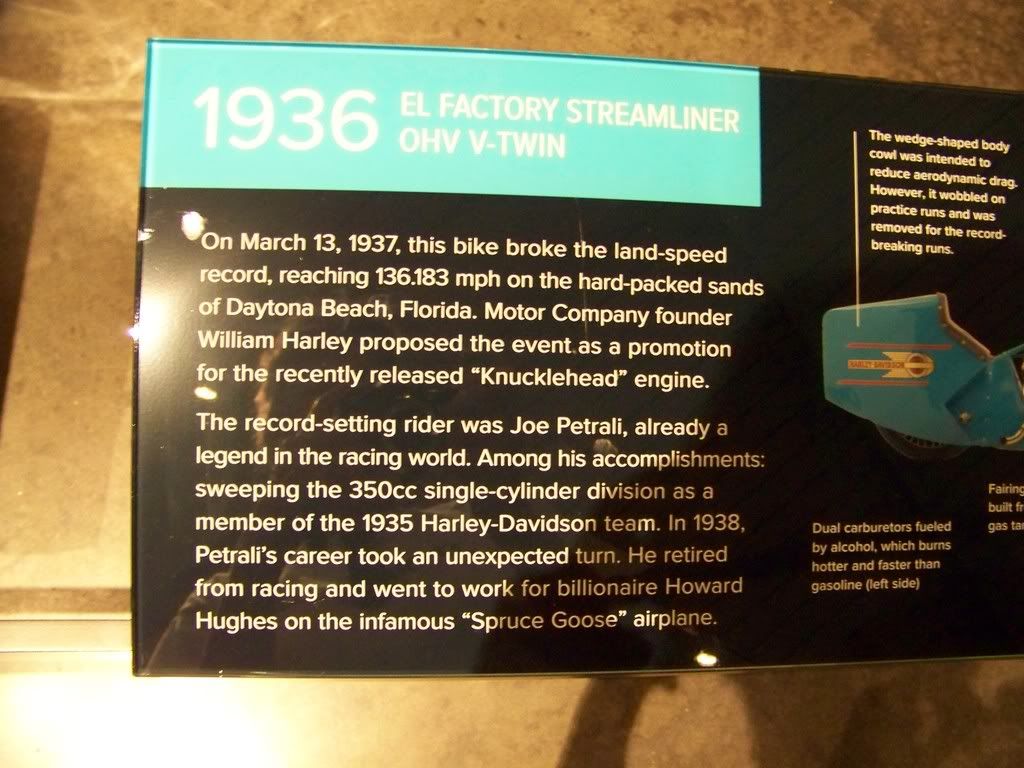 1936
EL FACTORY STREAMLINER
OHV V-TWIN
On March 13, 1937, this bike broke the land-speed
record, reaching 136.183 mph on the hard-packed sands
of Daytona Beach, Florida. Motor Company founder
William Harley proposed the event as a promotion
for the recently released “Knucklehead” engine.
The record-setting rider was Joe Petrali, already a
legend in the racing world. Among his accomplishments:
sweeping the 350cc single-cylinder division as a
member of the 1935 Harley-Davidson team. In 1938,
Petrali’s career took an unexpected turn. He retired
from racing and went to work for billionaire Howard
Hughes on the infamous “Spruce Goose” airplane.
The wedge-shaped body
cowl was intended to
reduce aerodynamic drag.
However, it wobbled on
practice runs and was
removed for the record-
breaking runs.
HARLEY-DAVIDSON
Dual carburetors fueled
by alcohol, which burns
hotter and faster than
gasoline (left side)
Fairing
built
gas